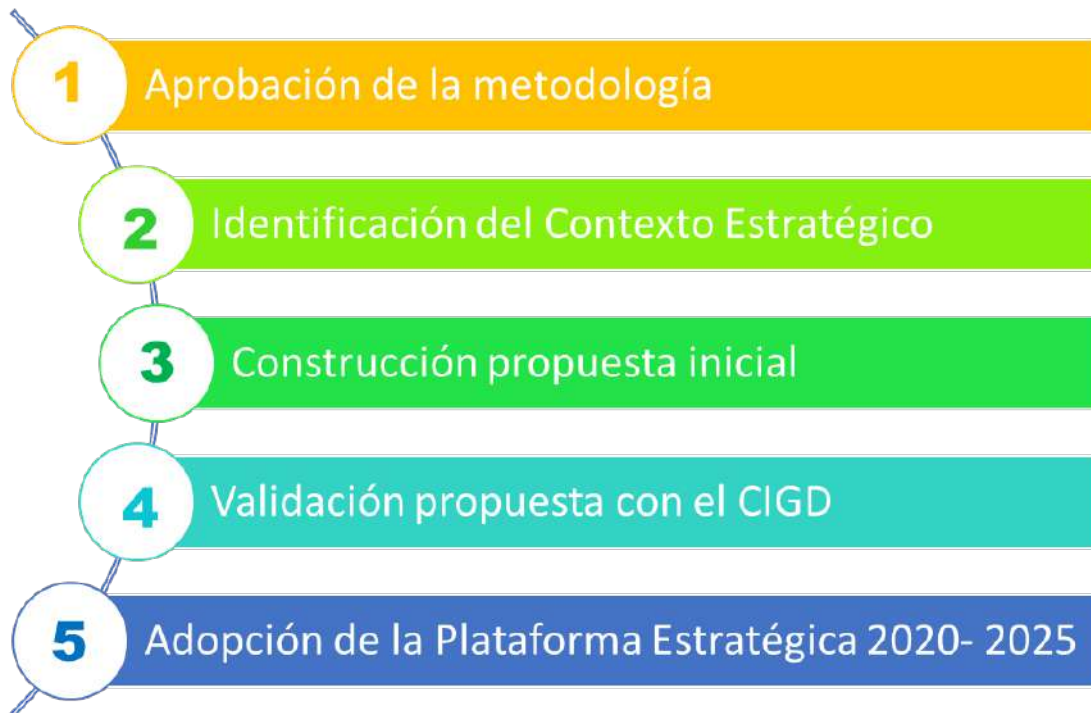 1 Aprobación de la metodología
2 Identificación del Contexto Estratégico
3 Construcción propuesta inicial
4 Validación propuesta con el CIGD
5 Adopción de la Plataforma Estratégica 2020- 2025